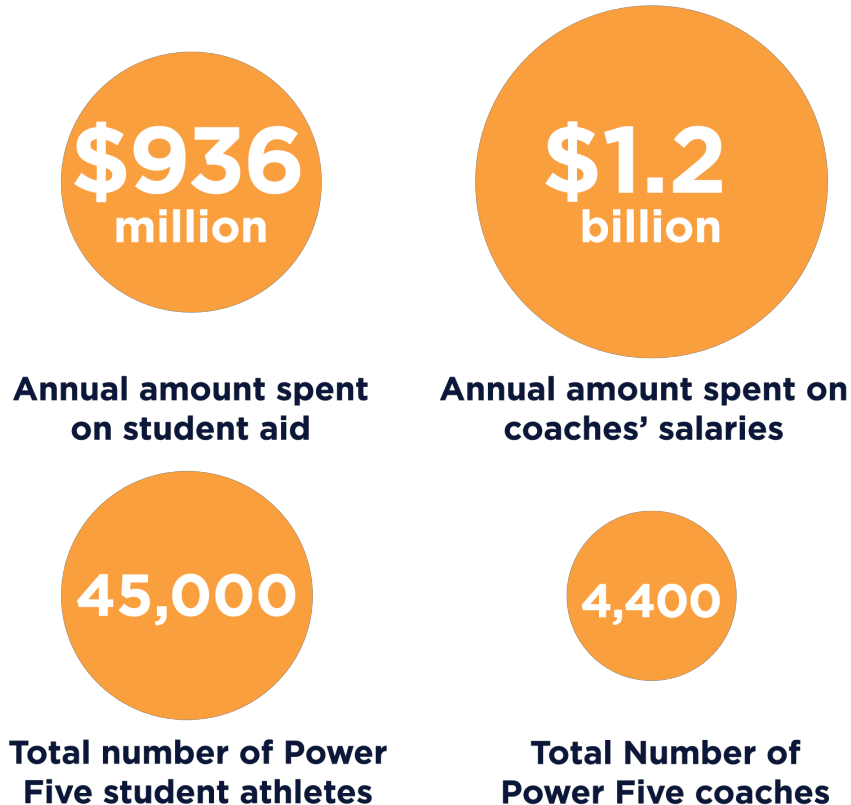 $936
million
$1.2
billion
Annual amount spent
on student aid
Annual amount spent on
coaches’ salaries
45,000
4,400
Total number of Power
Five student athletes
Total Number of
Power Five coaches